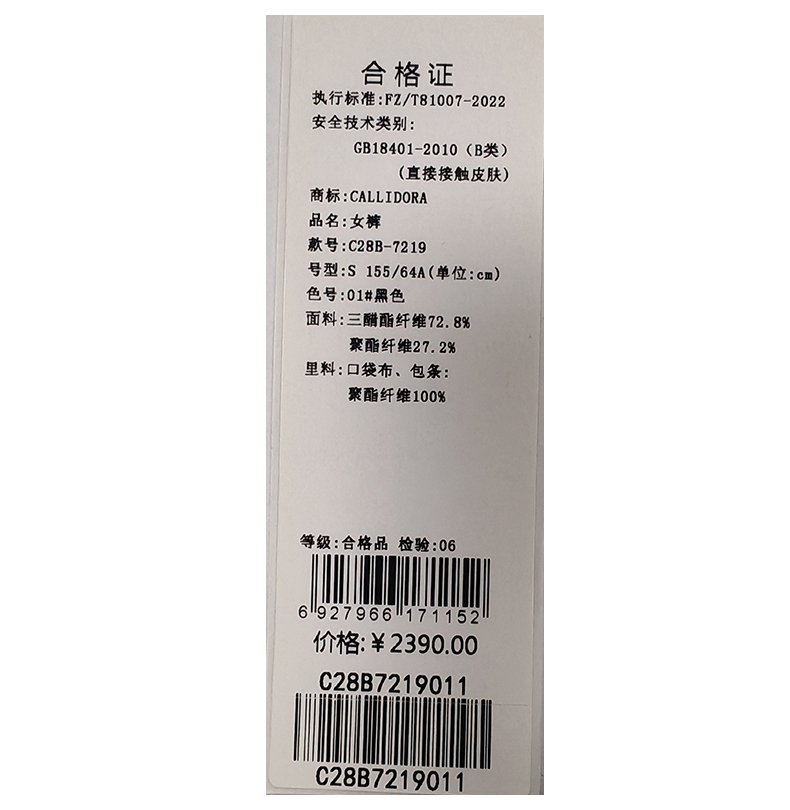 合格证
执行标准:FZ/T81007-2022
安全技术类别:
GB18401-2010（B类）
(直接接触皮肤)
商标:CALLIDORA
品名:女裤
款号:C28B-7219
号型:S 155/64A(单位:cm)
色号:01#黑色
面料:三醋酯纤维72.8%
聚酯纤维27.2%
里料:口袋布、包条:
聚酯纤维100%
等级:合格品 检验:06
6 927966 171152
价格:￥2390.00
C28B7219011
C28B7219011